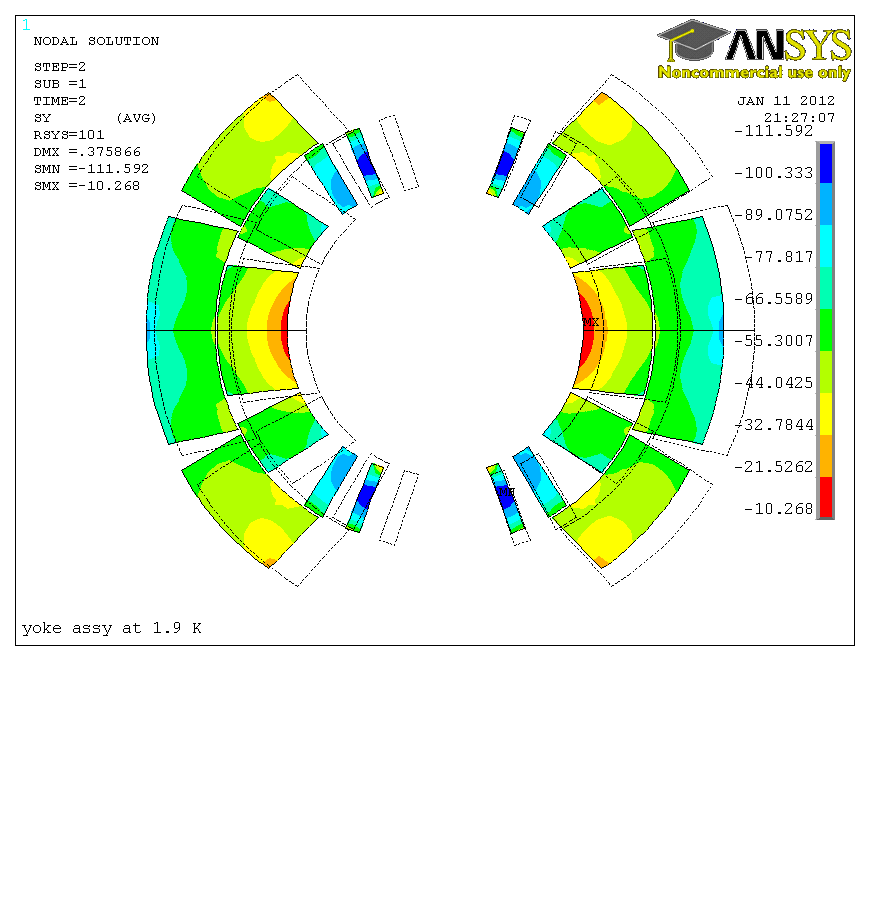 1
NODAL SOLUTION
STEP=2
SUB =1
TIME=2
SY (AVG)
RSYS=101
DMX =.375866
SMN =-111.592
SMX =-10.268
ANSYS
Noncommercial use only
JAN 11 2012
21:27:07
-111.592
-100.333
-89.0752
-77.817
-66.5589
-55.3007
-44.0425
-32.7844
-21.5262
-10.268
MX
yoke assy at 1.9 K